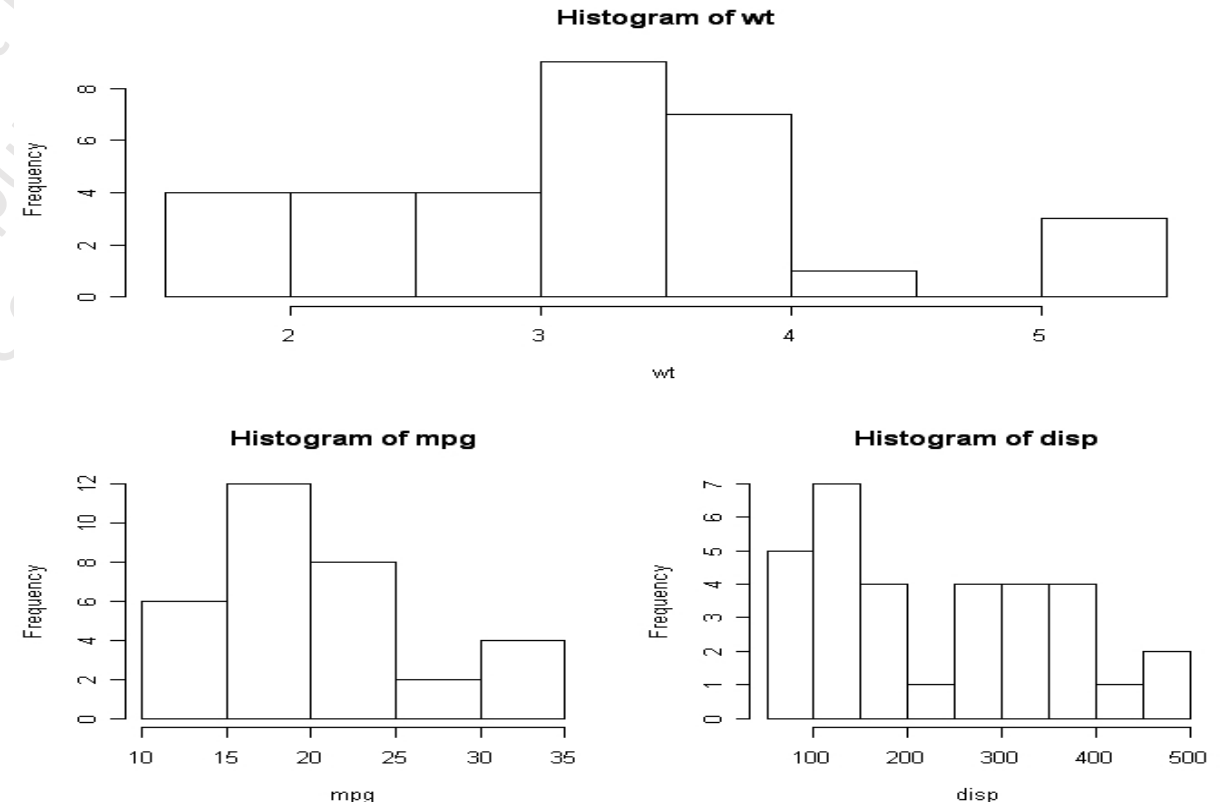 Histogram of wt
Frequency
0 2 4 6 8
2 3 4 5
wt
Histogram of mpg
Frequency
0 2 4 6 8 10 12
10 15 20 25 30 35
mpg
Histogram of disp
Frequency
0 1 2 3 4 5 6 7
100 200 300 400 500
disp